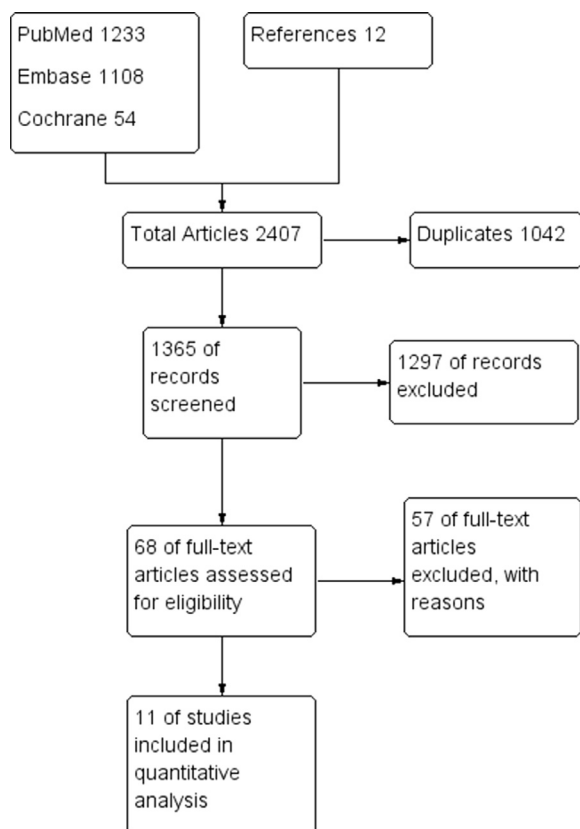 PubMed 1233
Embase 1108
Cochrane 54
References 12
Total Articles 2407
Duplicates 1042
1365 of
records
screened
1297 of records
excluded
68 of full-text
articles assessed
for eligibility
57 of full-text
articles
excluded, with
reasons
11 of studies
included in
quantitative
analysis